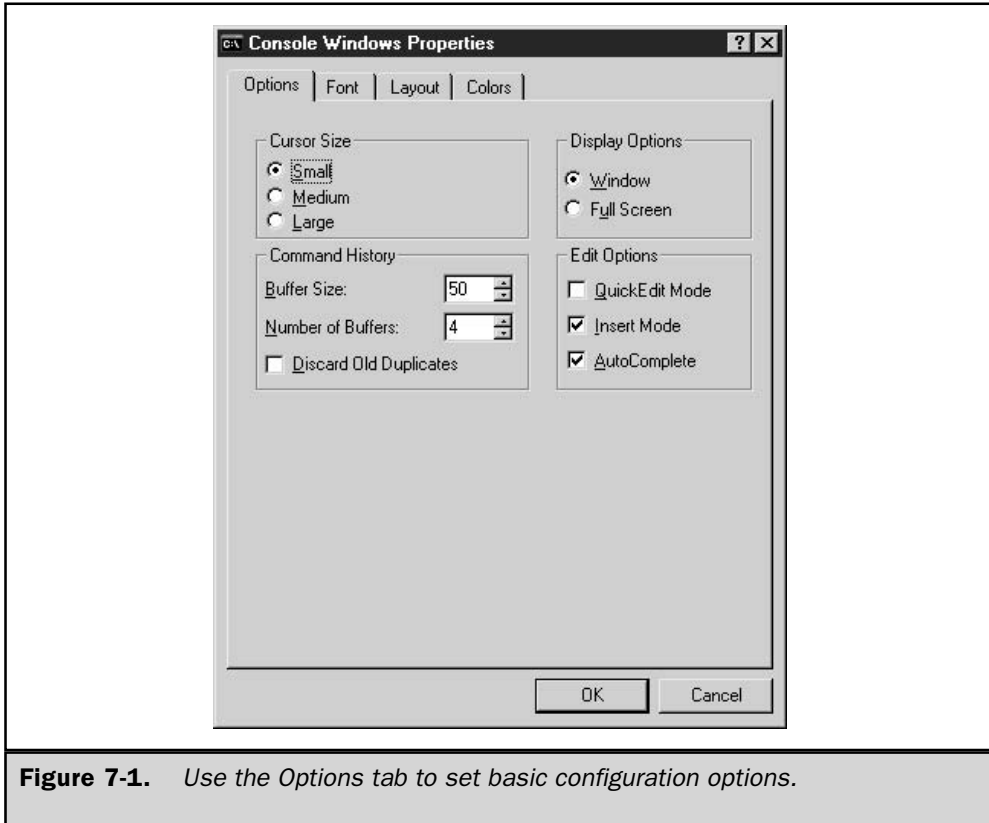 C:\ Console Windows Properties ? X
Options Font Layout Colors
Cursor Size
Small
Medium
Large
Display Options
Window
Full Screen
Command History
Buffer Size: 50
Number of Buffers: 4
Discard Old Duplicates
Edit Options
QuickEdit Mode
Insert Mode
AutoComplete
OK Cancel
Figure 7-1. Use the Options tab to set basic configuration options.